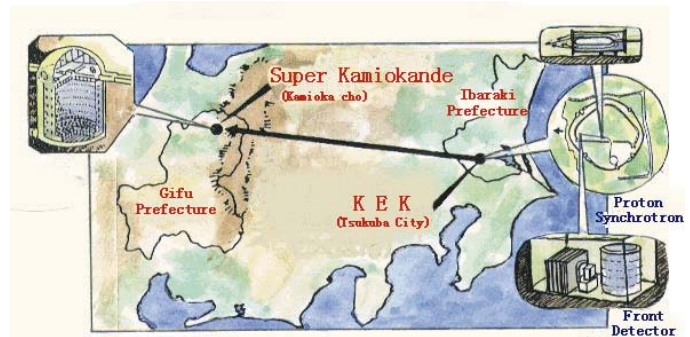 Super Kamiokande
(Kamioka cho)
Ibaraki
Prefecture
Gifu
Prefecture
K E K
(Tsukuba City)
Proton
Synchrotron
Front
Detector